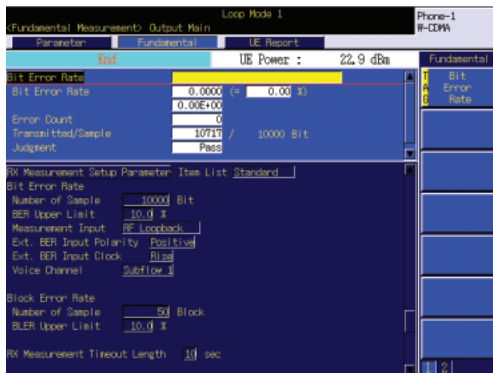 Loop Mode 1
Phone-1
<Fundamental Measurement> Output Main
W-CDMA
Parameter Fundamental UE Report
End UE Power : 22.9 dBm
Fundamental
Bit Error Rate
TAG Bit Error Rate
Bit Error Rate 0.0000 (= 0.00 %)
0.00E+00
Error Count 0
Transmitted/Sample 10717 / 10000 Bit
Judgment Pass
RX Measurement Setup Parameter Item List Standard
Bit Error Rate
Number of Sample 10000 Bit
BER Upper Limit 10.0 %
Measurement Input RF Loopback
Ext. BER Input Polarity Positive
Ext. BER Input Clock Rise
Voice Channel Subflow 1
Block Error Rate
Number of Sample 50 Block
BLER Upper Limit 10.0 %
RX Measurement Timeout Length 10 sec
1 2